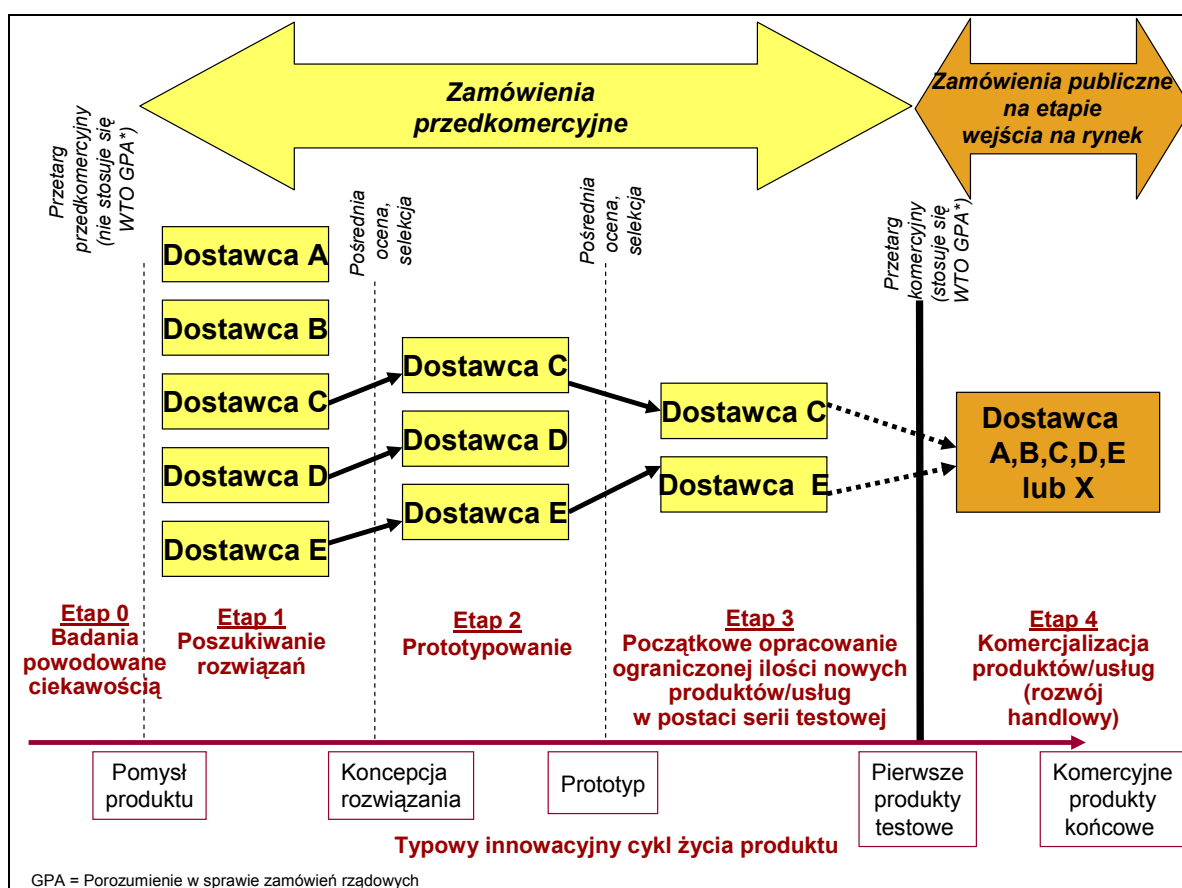 Zamówienia
przedkomercyjne
Zamówienia publiczne
na etapie
wejścia na rynek
Przetarg
przedkomercyjny
(nie stosuje się
WTO GPA*)
Pośrednia
ocena,
selekcja
Pośrednia
ocena,
selekcja
Przetarg
komercyjny
(stosuje się
WTO GPA*)
Dostawca A
Dostawca B
Dostawca C
Dostawca D
Dostawca E
Dostawca C
Dostawca D
Dostawca E
Dostawca C
Dostawca E
Dostawca
A,B,C,D,E
lub X
Etap 0
Badania
powodowane
ciekawością
Etap 1
Poszukiwanie
rozwiązań
Etap 2
Prototypowanie
Etap 3
Początkowe opracowanie
ograniczonej ilości nowych
produktów/usług
w postaci serii testowej
Etap 4
Komercjalizacja
produktów/usług
(rozwój
handlowy)
Pomysł
produktu
Koncepcja
rozwiązania
Prototyp
Pierwsze
produkty
testowe
Komercyjne
produkty
końcowe
Typowy innowacyjny cykl życia produktu
GPA = Porozumienie w sprawie zamówień rządowych